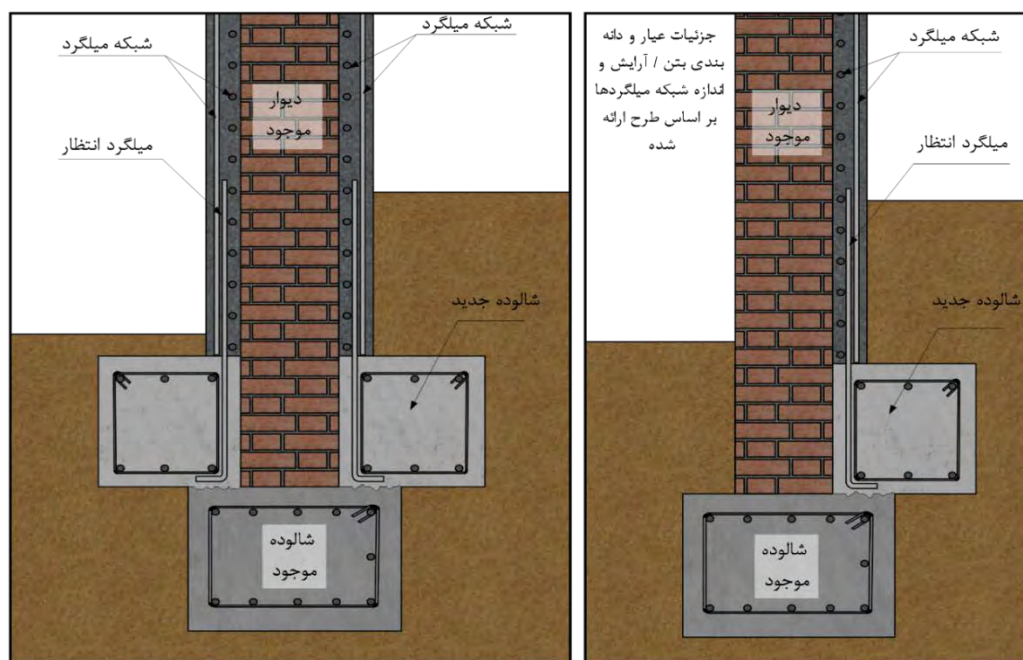 شبکه میلگرد
شبکه میلگرد
دیوار
موجود
میلگرد انتظار
شالوده جدید
شالوده
موجود
جزئیات عیار و دانه
بندی بتن / آرایش و
اندازه شبکه میلگردها
بر اساس طرح ارائه
شده
شبکه میلگرد
دیوار
موجود
میلگرد انتظار
شالوده جدید
شالوده
موجود